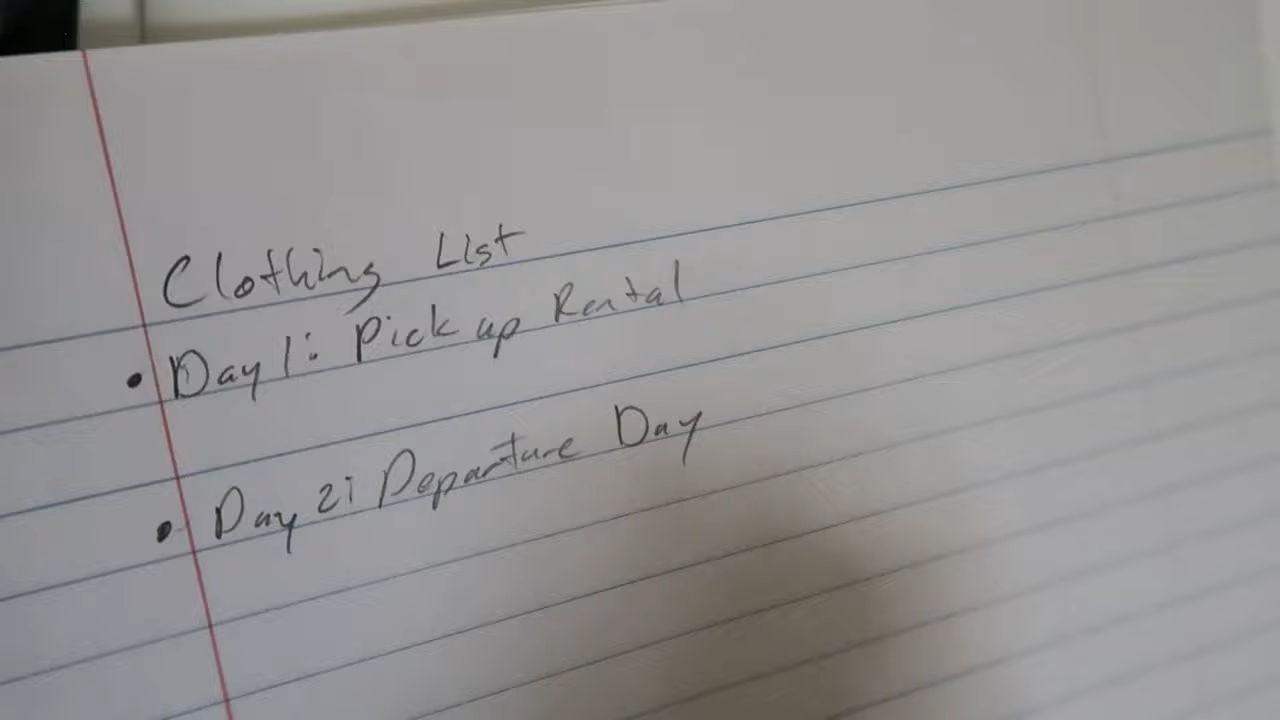 Clothing List
• Day 1: Pick up Rental
• Day 2: Departure Day